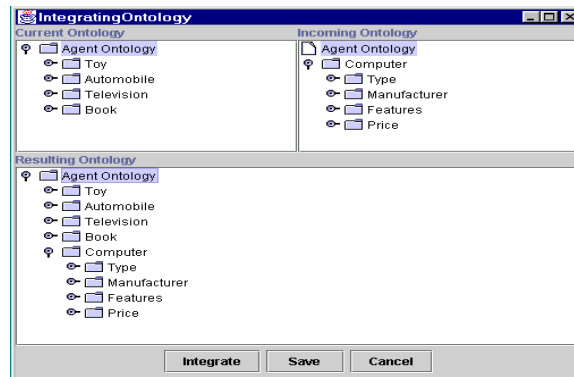 IntegratingOntology
Current Ontology
Agent Ontology
Toy
Automobile
Television
Book
Incoming Ontology
Agent Ontology
Computer
Type
Manufacturer
Features
Price
Resulting Ontology
Agent Ontology
Toy
Automobile
Television
Book
Computer
Type
Manufacturer
Features
Price
Integrate Save Cancel